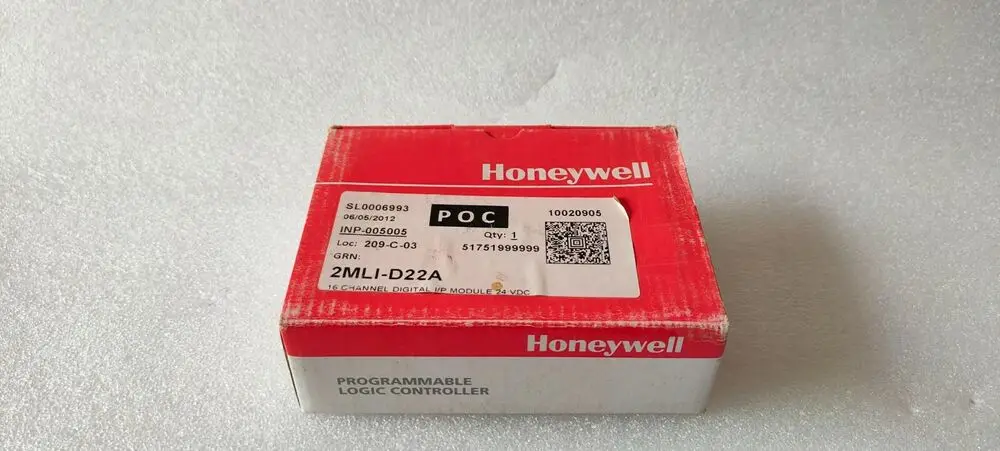 Honeywell
SL0006993
06/05/2012
POC
10020905
INP-005005
Qty: 1
Loc: 209-C-03
51751999999
GRN:
2MLI-D22A
16 CHANNEL DIGITAL I/P MODULE 24 VDC
Honeywell
PROGRAMMABLE
LOGIC CONTROLLER